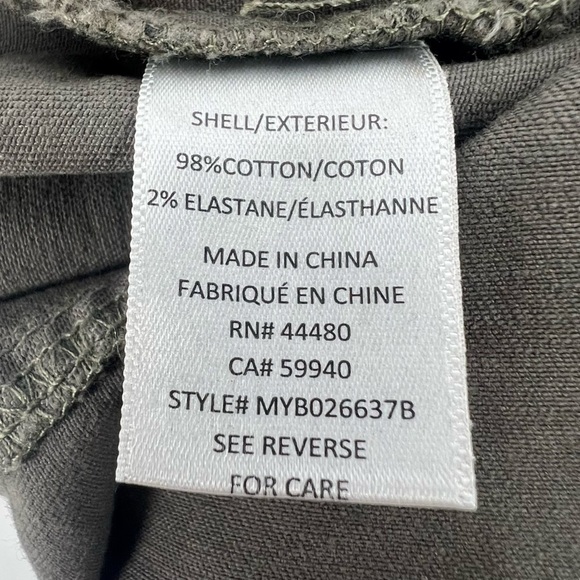 SHELL/EXTERIEUR:
98%COTTON/COTON
2% ELASTANE/ÉLASTHANNE
MADE IN CHINA
FABRIQUÉ EN CHINE
RN# 44480
CA# 59940
STYLE# MYB026637B
SEE REVERSE
FOR CARE